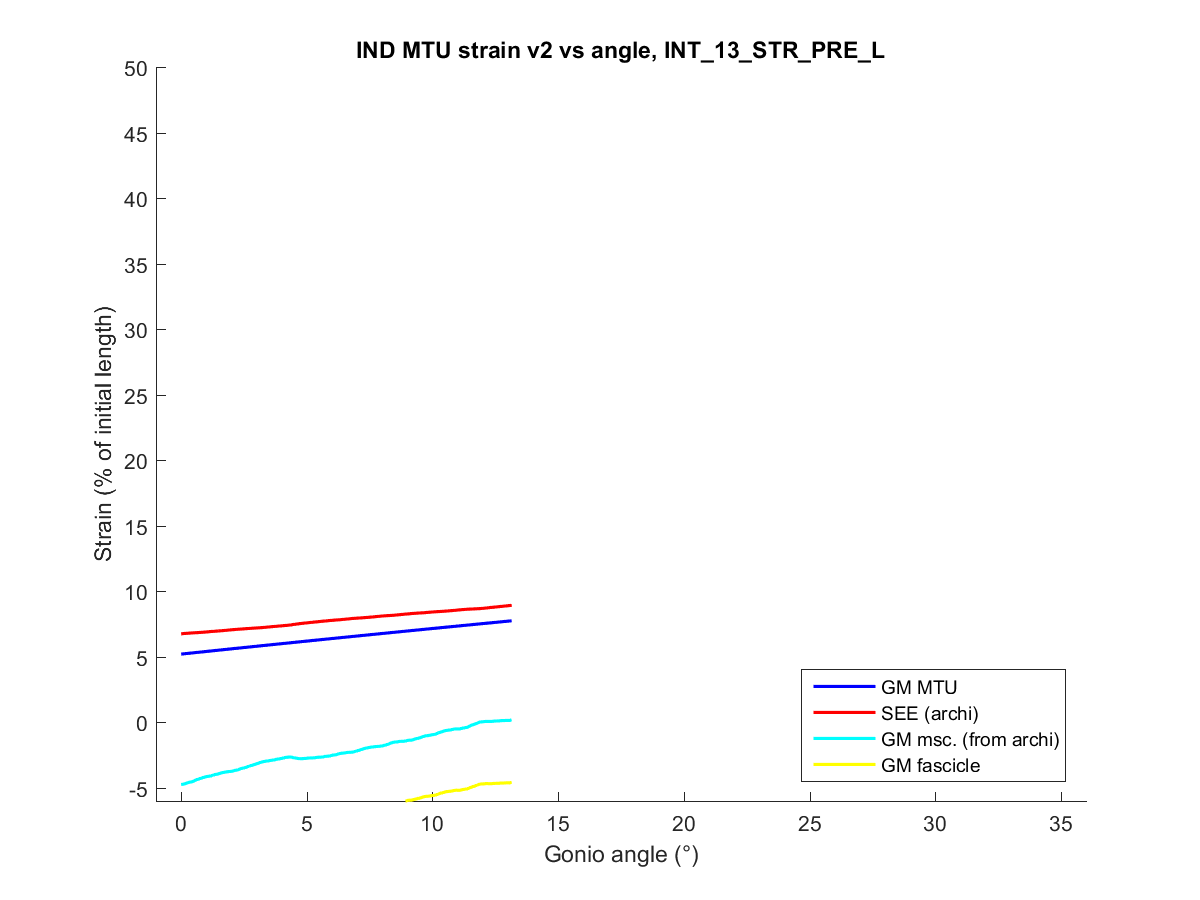 IND MTU strain v2 vs angle, INT_13_STR_PRE_L
50
45
40
35
30
25
20
15
10
5
0
-5
Strain (% of initial length)
GM MTU
SEE (archi)
GM msc. (from archi)
GM fascicle
0 5 10 15 20 25 30 35
Gonio angle (°)